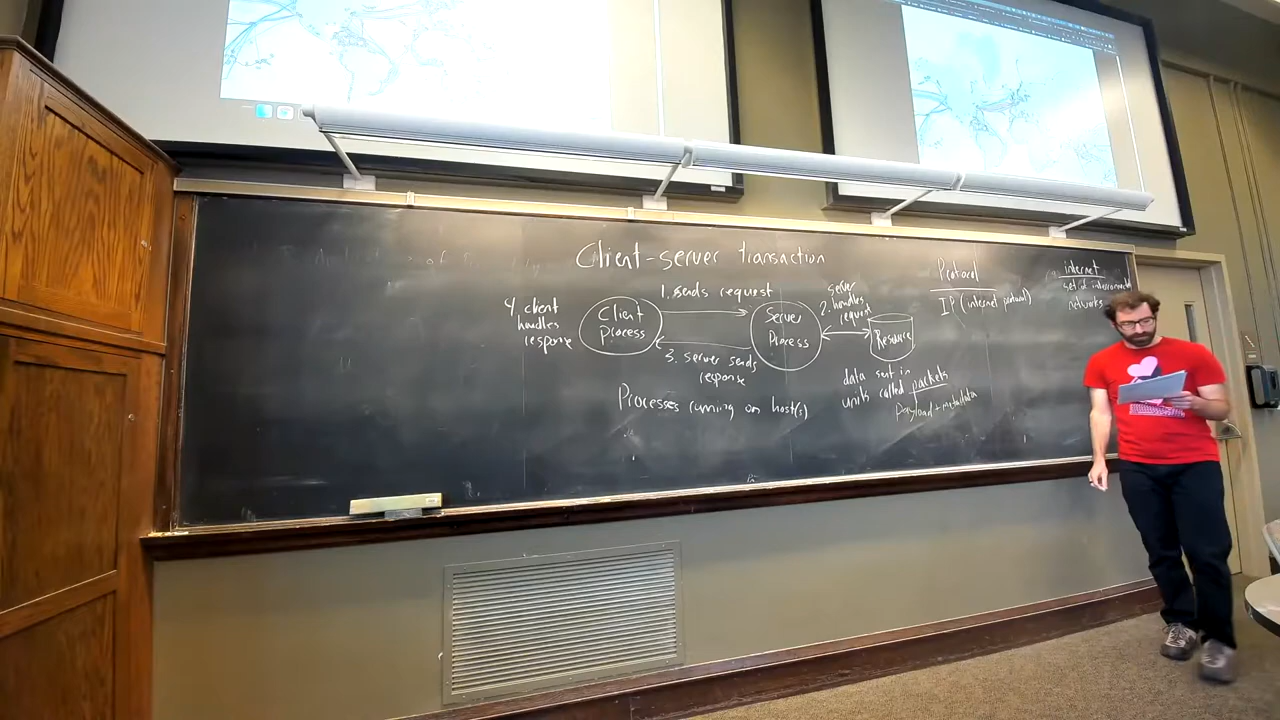 Client-server transaction
1. sends request
4. client
handles
response
Client
Process
Server
Process
server
2. handles
request
Resource
3. server sends
response
Processes running on host(s)
data sent in
units called packets
payload + metadata
Protocol
IP (internet protocol)
internet
set of interconnected
networks